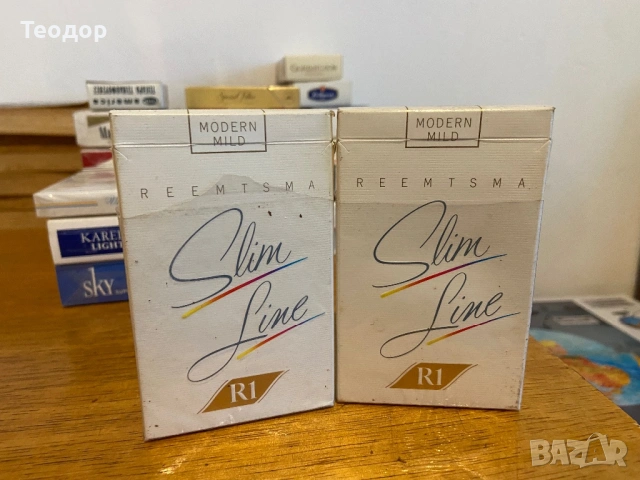 Теодор
MODERN
MILD
REEMTSMA
Slim
Line
R1
MODERN
MILD
REEMTSMA
Slim
Line
R1
KAREL
LIGHT
SKY
BAZAR